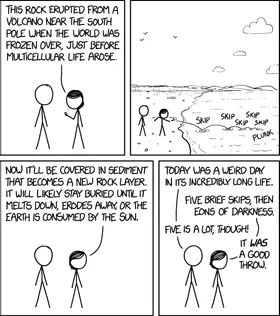 THIS ROCK ERUPTED FROM A
VOLCANO NEAR THE SOUTH
POLE WHEN THE WORLD WAS
FROZEN OVER, JUST BEFORE
MULTICELLULAR LIFE AROSE.
SKIP
SKIP
SKIP
SKIP
SKIP
PLUNK
NOW IT'LL BE COVERED IN SEDIMENT
THAT BECOMES A NEW ROCK LAYER.
IT WILL LIKELY STAY BURIED UNTIL IT
MELTS DOWN, ERODES AWAY, OR THE
EARTH IS CONSUMED BY THE SUN.
TODAY WAS A WEIRD DAY
IN ITS INCREDIBLY LONG LIFE.
FIVE BRIEF SKIPS, THEN
EONS OF DARKNESS.
FIVE IS A LOT, THOUGH!
IT WAS
A GOOD
THROW.